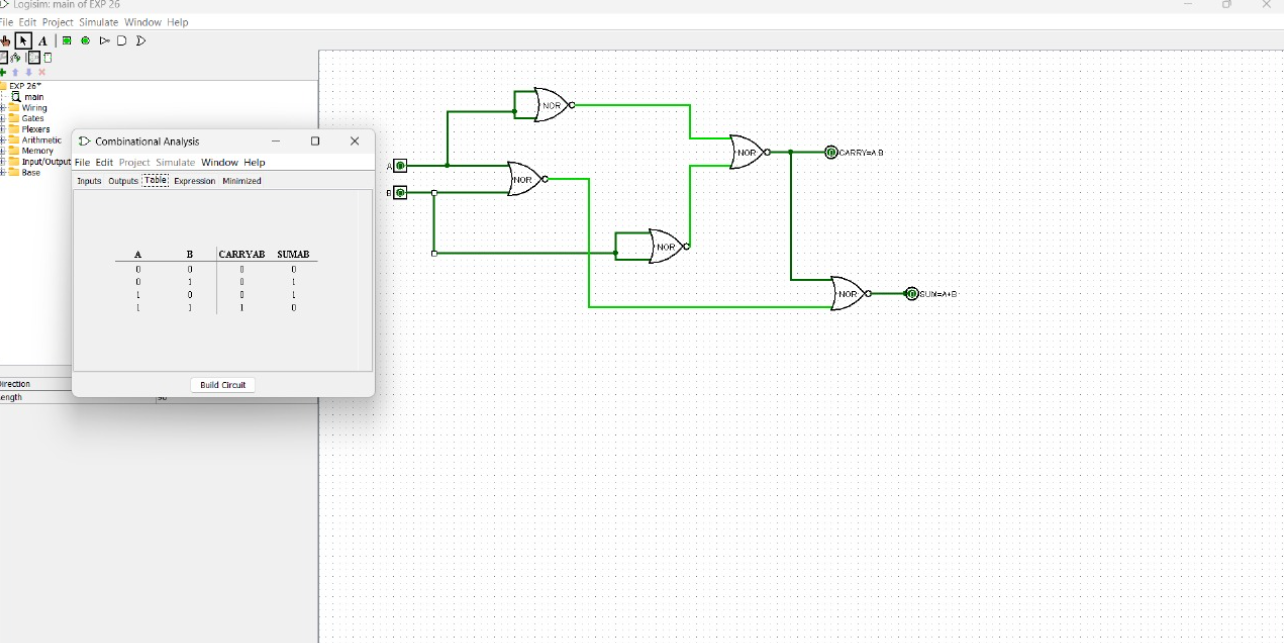 Logisim: main of EXP 26
File Edit Project Simulate Window Help
A
EXP 26*
main
Wiring
Gates
Plexers
Arithmetic
Memory
Input/Output
Base
Direction
Length
Combinational Analysis
File Edit Project Simulate Window Help
Inputs Outputs Table Expression Minimized
A B CARRYAB SUMAB
0 0 0 0
0 1 0 1
1 0 0 1
1 1 1 0
Build Circuit
NOR
A
NOR
B
NOR
CARRY=A B
NOR
NOR
SUM=A+B